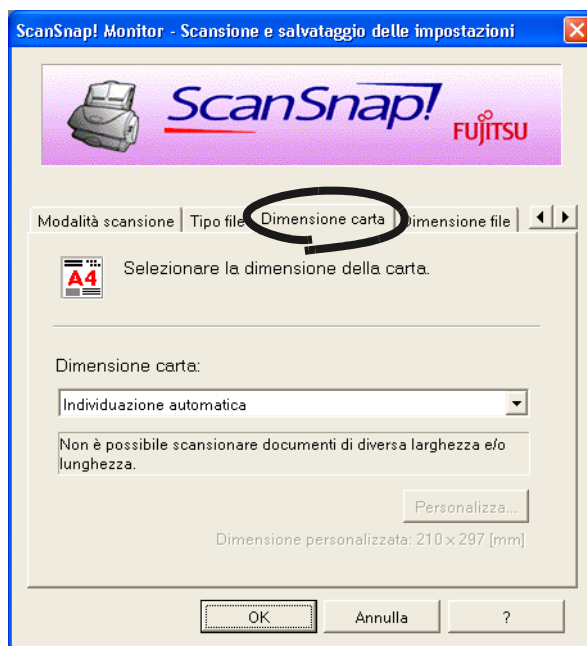 ScanSnap! Monitor - Scansione e salvataggio delle impostazioni
ScanSnap!
FUJITSU
Modalità scansione Tipo file Dimensione carta Dimensione file
A4
Selezionare la dimensione della carta.
Dimensione carta:
Individuazione automatica
Non è possibile scansionare documenti di diversa larghezza e/o
lunghezza.
Personalizza...
Dimensione personalizzata: 210 x 297 [mm]
OK Annulla ?